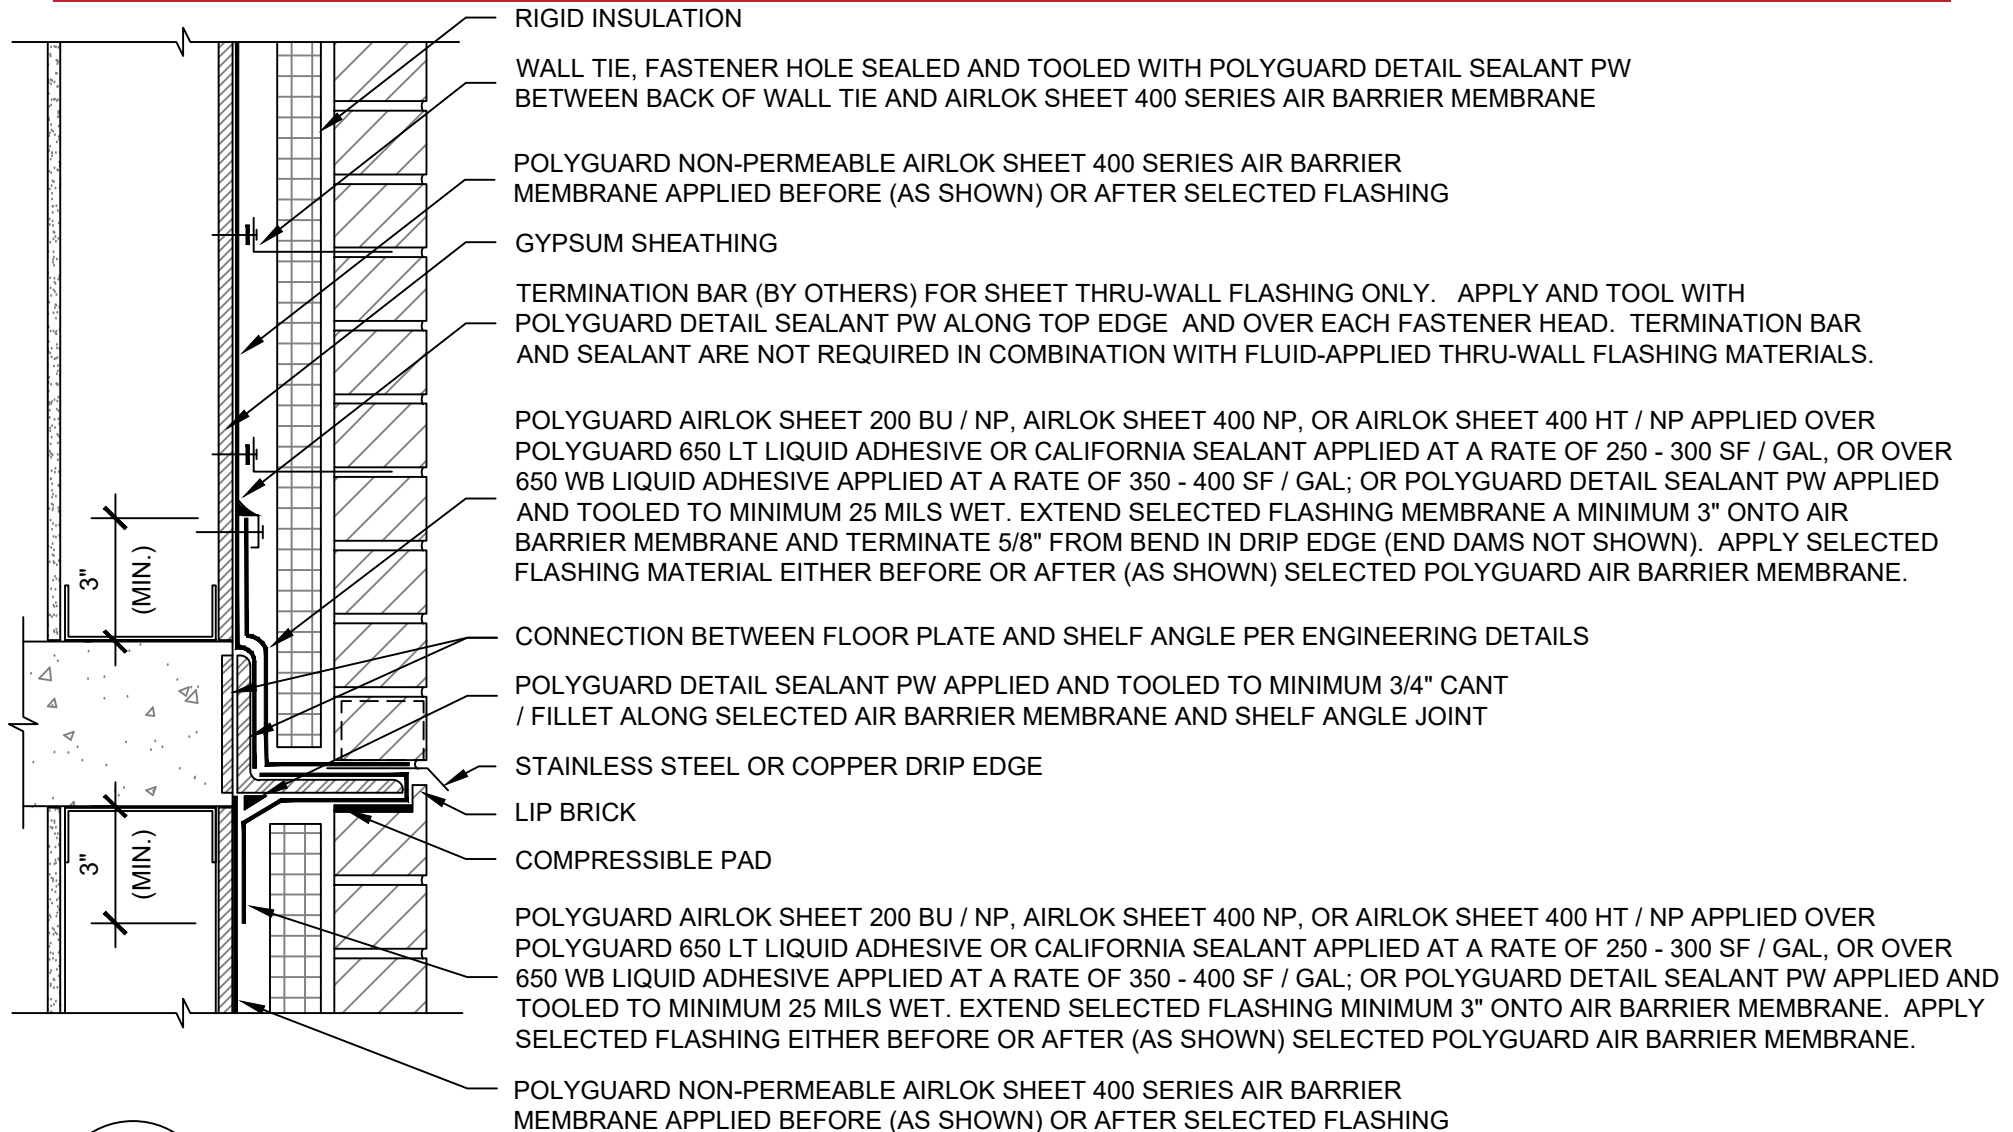 RIGID INSULATION
WALL TIE, FASTENER HOLE SEALED AND TOOLED WITH POLYGUARD DETAIL SEALANT PW
BETWEEN BACK OF WALL TIE AND AIRLOK SHEET 400 SERIES AIR BARRIER MEMBRANE
POLYGUARD NON-PERMEABLE AIRLOK SHEET 400 SERIES AIR BARRIER
MEMBRANE APPLIED BEFORE (AS SHOWN) OR AFTER SELECTED FLASHING
GYPSUM SHEATHING
TERMINATION BAR (BY OTHERS) FOR SHEET THRU-WALL FLASHING ONLY. APPLY AND TOOL WITH
POLYGUARD DETAIL SEALANT PW ALONG TOP EDGE AND OVER EACH FASTENER HEAD. TERMINATION BAR
AND SEALANT ARE NOT REQUIRED IN COMBINATION WITH FLUID-APPLIED THRU-WALL FLASHING MATERIALS.
POLYGUARD AIRLOK SHEET 200 BU / NP, AIRLOK SHEET 400 NP, OR AIRLOK SHEET 400 HT / NP APPLIED OVER
POLYGUARD 650 LT LIQUID ADHESIVE OR CALIFORNIA SEALANT APPLIED AT A RATE OF 250 - 300 SF / GAL, OR OVER
650 WB LIQUID ADHESIVE APPLIED AT A RATE OF 350 - 400 SF / GAL; OR POLYGUARD DETAIL SEALANT PW APPLIED
AND TOOLED TO MINIMUM 25 MILS WET. EXTEND SELECTED FLASHING MEMBRANE A MINIMUM 3" ONTO AIR
BARRIER MEMBRANE AND TERMINATE 5/8" FROM BEND IN DRIP EDGE (END DAMS NOT SHOWN). APPLY SELECTED
FLASHING MATERIAL EITHER BEFORE OR AFTER (AS SHOWN) SELECTED POLYGUARD AIR BARRIER MEMBRANE.
3"
(MIN.)
CONNECTION BETWEEN FLOOR PLATE AND SHELF ANGLE PER ENGINEERING DETAILS
POLYGUARD DETAIL SEALANT PW APPLIED AND TOOLED TO MINIMUM 3/4" CANT
/ FILLET ALONG SELECTED AIR BARRIER MEMBRANE AND SHELF ANGLE JOINT
STAINLESS STEEL OR COPPER DRIP EDGE
LIP BRICK
COMPRESSIBLE PAD
3"
(MIN.)
POLYGUARD AIRLOK SHEET 200 BU / NP, AIRLOK SHEET 400 NP, OR AIRLOK SHEET 400 HT / NP APPLIED OVER
POLYGUARD 650 LT LIQUID ADHESIVE OR CALIFORNIA SEALANT APPLIED AT A RATE OF 250 - 300 SF / GAL, OR OVER
650 WB LIQUID ADHESIVE APPLIED AT A RATE OF 350 - 400 SF / GAL; OR POLYGUARD DETAIL SEALANT PW APPLIED AND
TOOLED TO MINIMUM 25 MILS WET. EXTEND SELECTED FLASHING MINIMUM 3" ONTO AIR BARRIER MEMBRANE. APPLY
SELECTED FLASHING EITHER BEFORE OR AFTER (AS SHOWN) SELECTED POLYGUARD AIR BARRIER MEMBRANE.
POLYGUARD NON-PERMEABLE AIRLOK SHEET 400 SERIES AIR BARRIER
MEMBRANE APPLIED BEFORE (AS SHOWN) OR AFTER SELECTED FLASHING